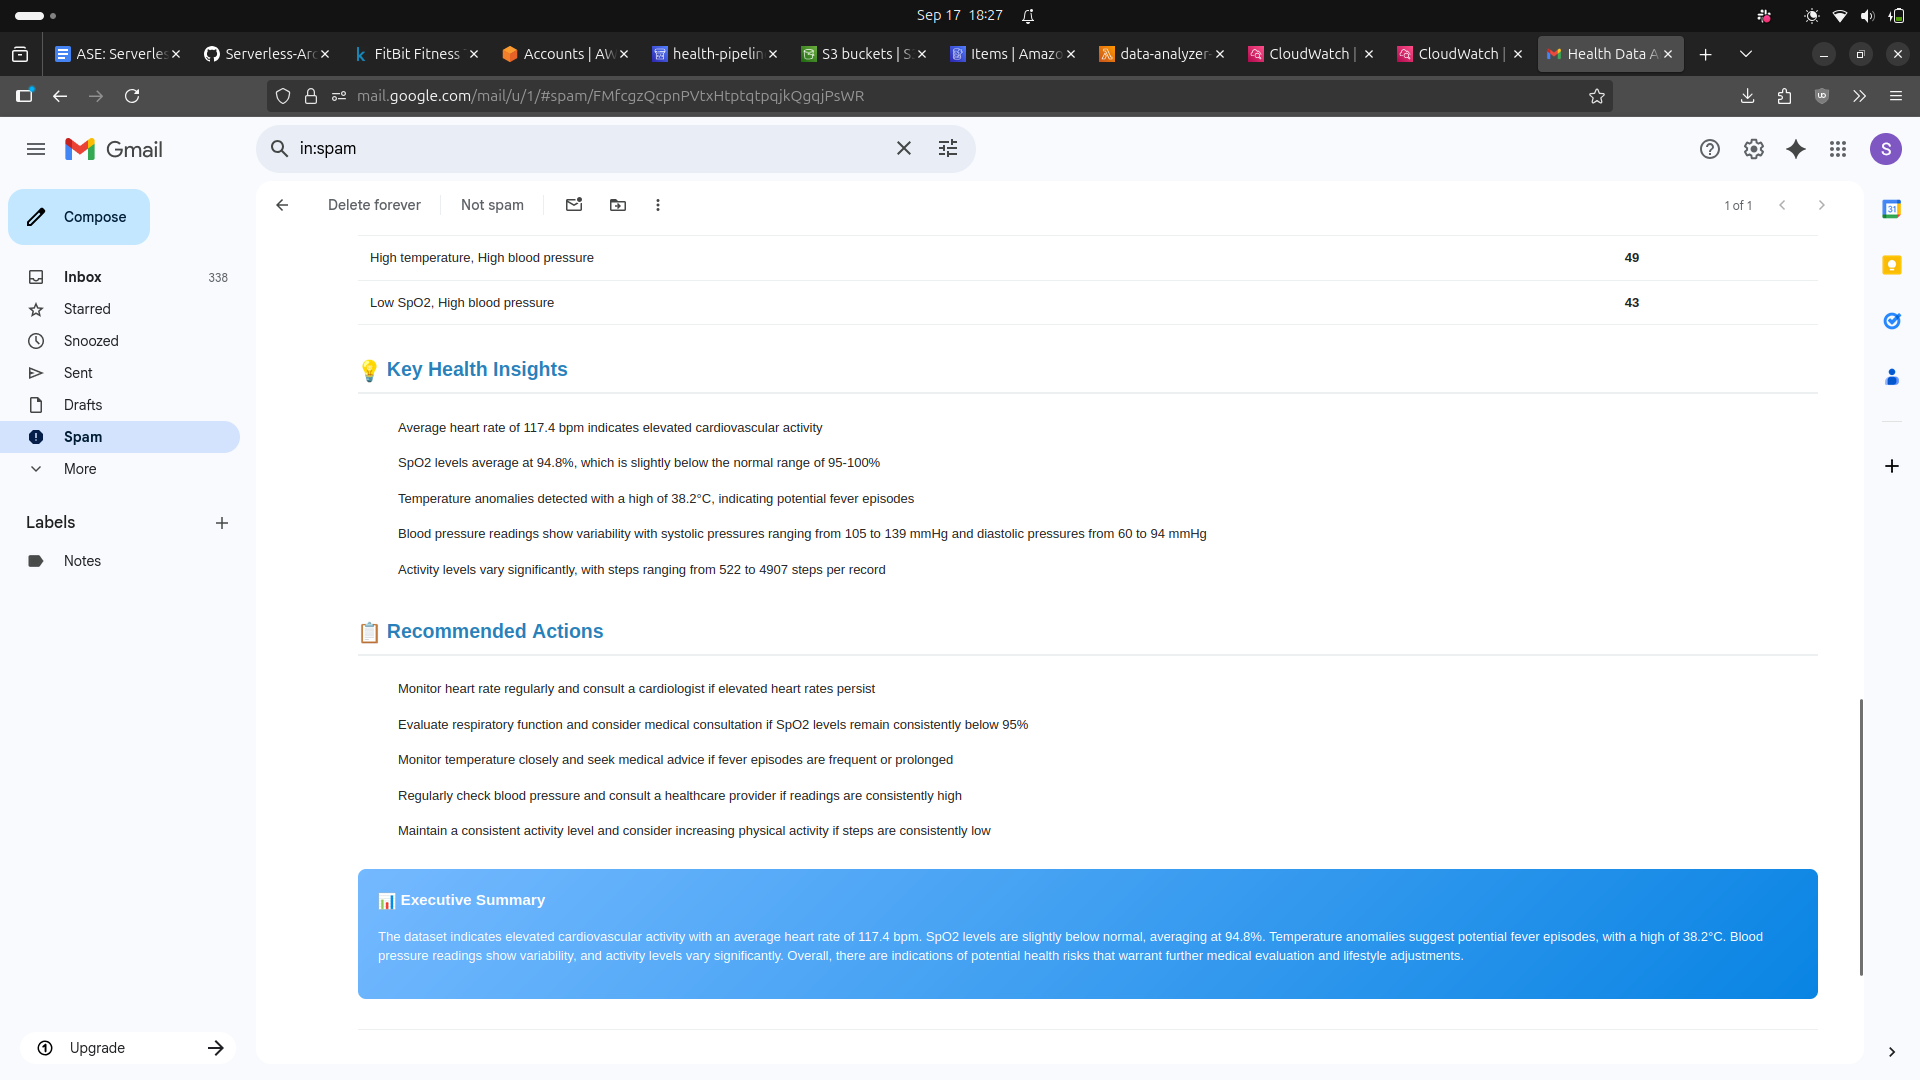 Sep 17 18:27
ASE: Serverles
Serverless-Arc
FitBit Fitness
Accounts | AW
health-pipelin
S3 buckets | S
Items | Amazo
data-analyzer-
CloudWatch |
CloudWatch |
Health Data A
mail.google.com/mail/u/1/#spam/FMfcgzQcpnPVtxHtptqtpqjkQgqjPsWR
Gmail
in:spam
S
Compose
Delete forever
Not spam
1 of 1
Inbox 338
Starred
Snoozed
Sent
Drafts
Spam
More
Labels
Notes
Upgrade
31
High temperature, High blood pressure 49
Low SpO2, High blood pressure 43
Key Health Insights
Average heart rate of 117.4 bpm indicates elevated cardiovascular activity
SpO2 levels average at 94.8%, which is slightly below the normal range of 95-100%
Temperature anomalies detected with a high of 38.2°C, indicating potential fever episodes
Blood pressure readings show variability with systolic pressures ranging from 105 to 139 mmHg and diastolic pressures from 60 to 94 mmHg
Activity levels vary significantly, with steps ranging from 522 to 4907 steps per record
Recommended Actions
Monitor heart rate regularly and consult a cardiologist if elevated heart rates persist
Evaluate respiratory function and consider medical consultation if SpO2 levels remain consistently below 95%
Monitor temperature closely and seek medical advice if fever episodes are frequent or prolonged
Regularly check blood pressure and consult a healthcare provider if readings are consistently high
Maintain a consistent activity level and consider increasing physical activity if steps are consistently low
Executive Summary
The dataset indicates elevated cardiovascular activity with an average heart rate of 117.4 bpm. SpO2 levels are slightly below normal, averaging at 94.8%. Temperature anomalies suggest potential fever episodes, with a high of 38.2°C. Blood
pressure readings show variability, and activity levels vary significantly. Overall, there are indications of potential health risks that warrant further medical evaluation and lifestyle adjustments.